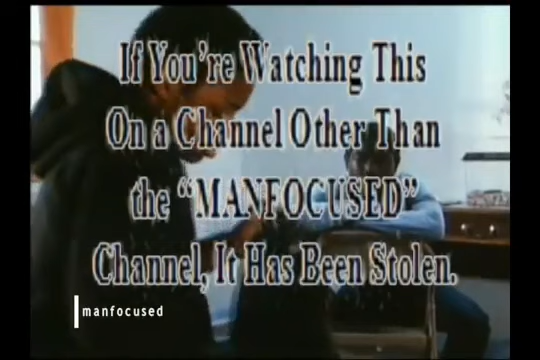 If You're Watching This
On a Channel Other Than
the "MANFOCUSED"
Channel, It Has Been Stolen.
manfocused